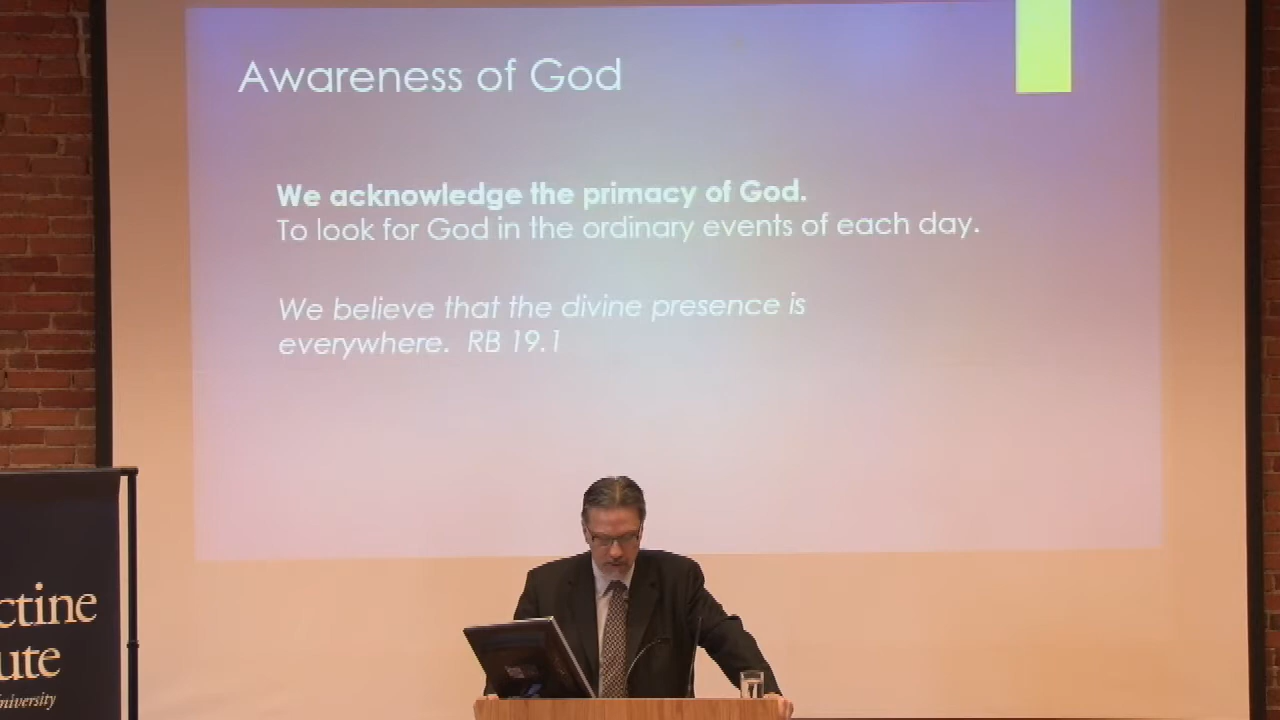 Awareness of God
We acknowledge the primacy of God.
To look for God in the ordinary events of each day.
We believe that the divine presence is
everywhere. RB 19.1
ctine
ute
niversity